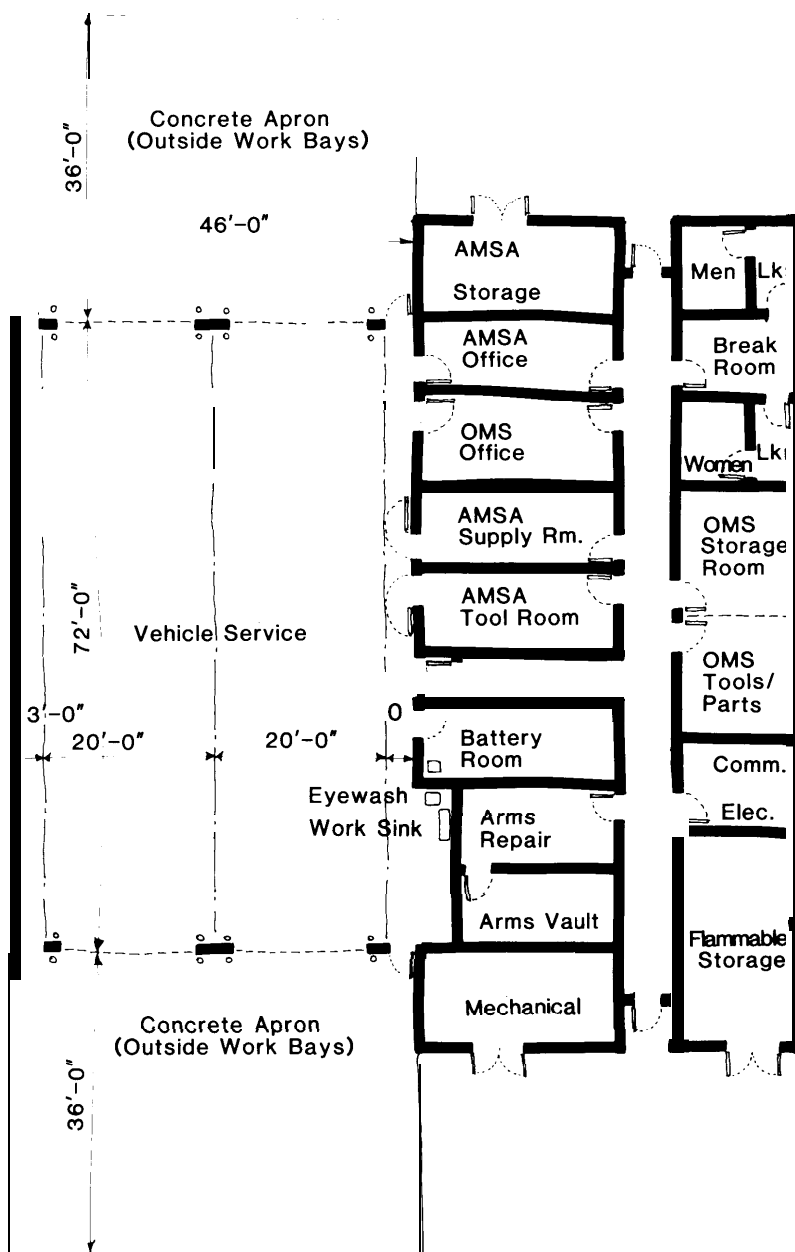 Concrete Apron
(Outside Work Bays)
36'-0"
46'-0"
AMSA
Storage
Men
AMSA
Office
Break
Room
OMS
Office
Women
AMSA
Supply Rm.
OMS
Storage
Room
72'-0"
AMSA
Tool Room
Vehicle Service
OMS
Tools/
Parts
3'-0"
20'-0"
20'-0"
0
Battery
Room
Comm.
Elec.
Eyewash
Work Sink
Arms
Repair
Arms Vault
Flammable
Storage
Mechanical
Concrete Apron
(Outside Work Bays)
36'-0"